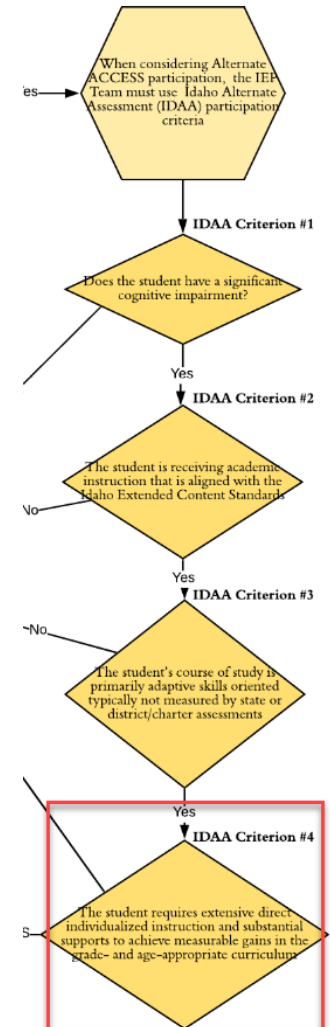 When considering Alternate
ACCESS participation, the IEP
Team must use Idaho Alternate
Assessment (IDAA) participation
criteria
es
IDAA Criterion #1
Does the student have a significant
cognitive impairment?
Yes
IDAA Criterion #2
The student is receiving academic
instruction that is aligned with the
Idaho Extended Content Standards
No
Yes
IDAA Criterion #3
No
The student's course of study is
primarily adaptive skills oriented
typically not measured by state or
district/charter assessments
Yes
IDAA Criterion #4
The student requires extensive direct
individualized instruction and substantial
supports to achieve measurable gains in the
grade- and age-appropriate curriculum
S